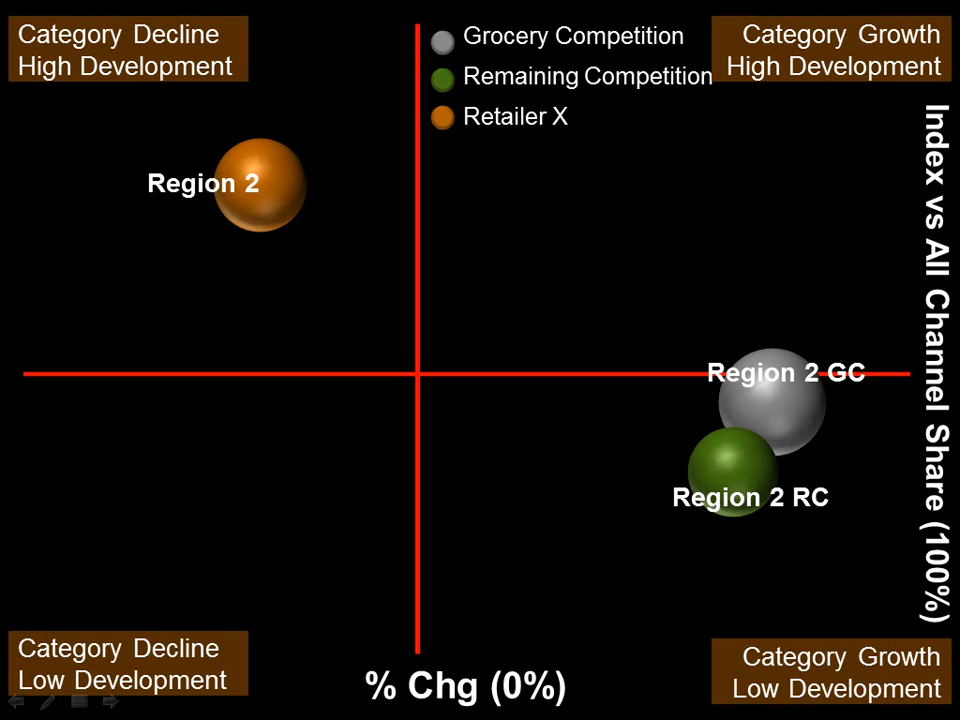 Category Decline
High Development
Grocery Competition
Remaining Competition
Retailer X
Category Growth
High Development
Region 2
Region 2 GC
Region 2 RC
Index vs All Channel Share (100%)
Category Decline
Low Development
% Chg (0%)
Category Growth
Low Development